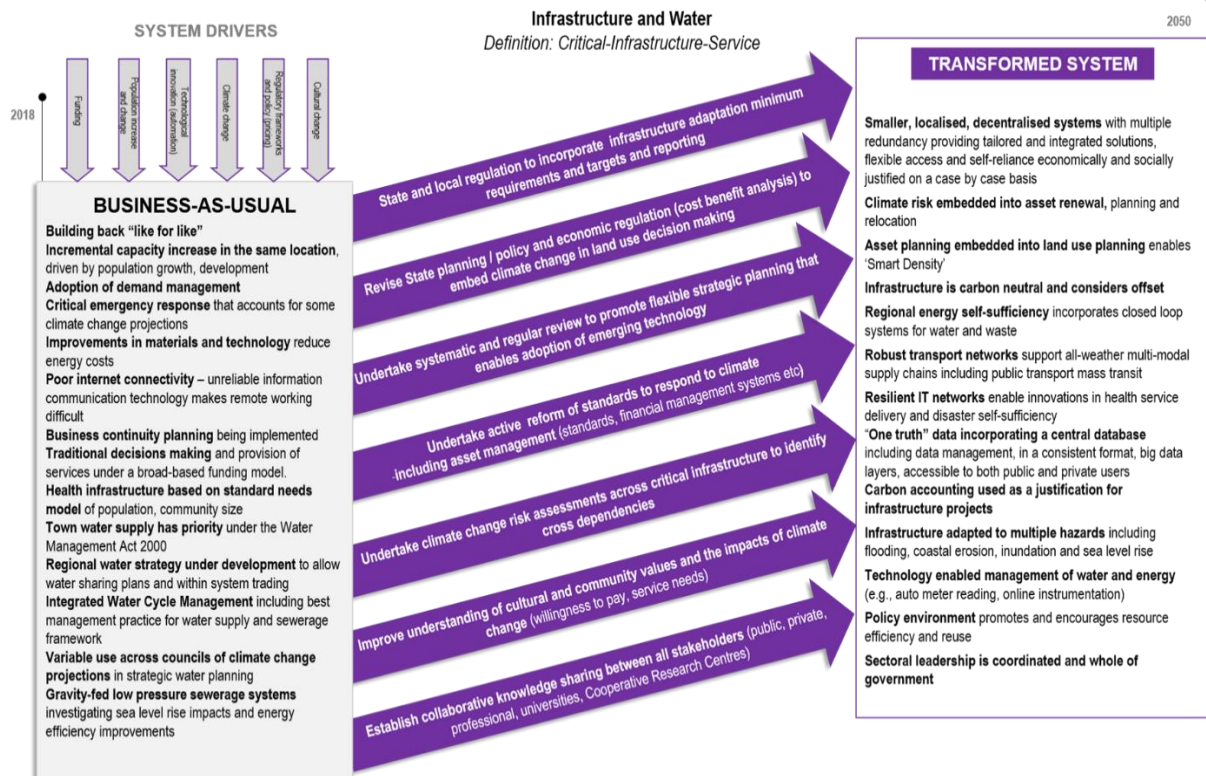 Infrastructure and Water
Definition: Critical-Infrastructure-Service
SYSTEM DRIVERS
2018
2050
Funding
Population increase
and change
Technological
innovation (automation)
Climate change
Regulatory frameworks
and policy (pricing)
Cultural change
BUSINESS-AS-USUAL
Building back “like for like”
Incremental capacity increase in the same location,
driven by population growth, development
Adoption of demand management
Critical emergency response that accounts for some
climate change projections
Improvements in materials and technology reduce
energy costs
Poor internet connectivity – unreliable information
communication technology makes remote working
difficult
Business continuity planning being implemented
Traditional decisions making and provision of
services under a broad-based funding model.
Health infrastructure based on standard needs
model of population, community size
Town water supply has priority under the Water
Management Act 2000
Regional water strategy under development to allow
water sharing plans and within system trading
Integrated Water Cycle Management including best
management practice for water supply and sewerage
framework
Variable use across councils of climate change
projections in strategic water planning
Gravity-fed low pressure sewerage systems
investigating sea level rise impacts and energy
efficiency improvements
State and local regulation to incorporate infrastructure adaptation minimum
requirements and targets and reporting
Revise State planning / policy and economic regulation (cost benefit analysis) to
embed climate change in land use decision making
Undertake systematic and regular review to promote flexible strategic planning that
enables adoption of emerging technology
Undertake active reform of standards to respond to climate
-including asset management (standards, financial management systems etc)
Undertake climate change risk assessments across critical infrastructure to identify
cross dependencies
Improve understanding of cultural and community values and the impacts of climate
change (willingness to pay, service needs)
Establish collaborative knowledge sharing between all stakeholders (public, private,
professional, universities, Cooperative Research Centres)
TRANSFORMED SYSTEM
Smaller, localised, decentralised systems with multiple
redundancy providing tailored and integrated solutions,
flexible access and self-reliance economically and socially
justified on a case by case basis
Climate risk embedded into asset renewal, planning and
relocation
Asset planning embedded into land use planning enables
‘Smart Density’
Infrastructure is carbon neutral and considers offset
Regional energy self-sufficiency incorporates closed loop
systems for water and waste
Robust transport networks support all-weather multi-modal
supply chains including public transport mass transit
Resilient IT networks enable innovations in health service
delivery and disaster self-sufficiency
“One truth” data incorporating a central database
including data management, in a consistent format, big data
layers, accessible to both public and private users
Carbon accounting used as a justification for
infrastructure projects
Infrastructure adapted to multiple hazards including
flooding, coastal erosion, inundation and sea level rise
Technology enabled management of water and energy
(e.g., auto meter reading, online instrumentation)
Policy environment promotes and encourages resource
efficiency and reuse
Sectoral leadership is coordinated and whole of
government